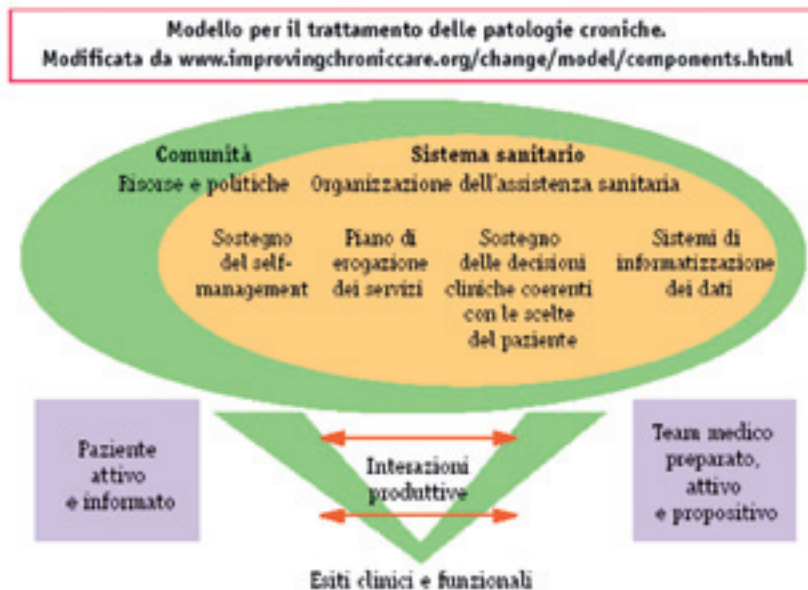 Modello per il trattamento delle patologie croniche.
Modificata da www.improvingchroniccare.org/change/model/components.html
Comunità
Risorse e politiche
Sistema sanitario
Organizzazione dell'assistenza sanitaria
Sostegno
del self-
management
Piano di
erogazione
dei servizi
Sostegno
delle decisioni
cliniche coerenti
con le scelte
del paziente
Sistemi di
informatizzazione
dei dati
Paziente
attivo
e informato
Interazioni
produttive
Team medico
preparato,
attivo
e propositivo
Esiti clinici e funzionali